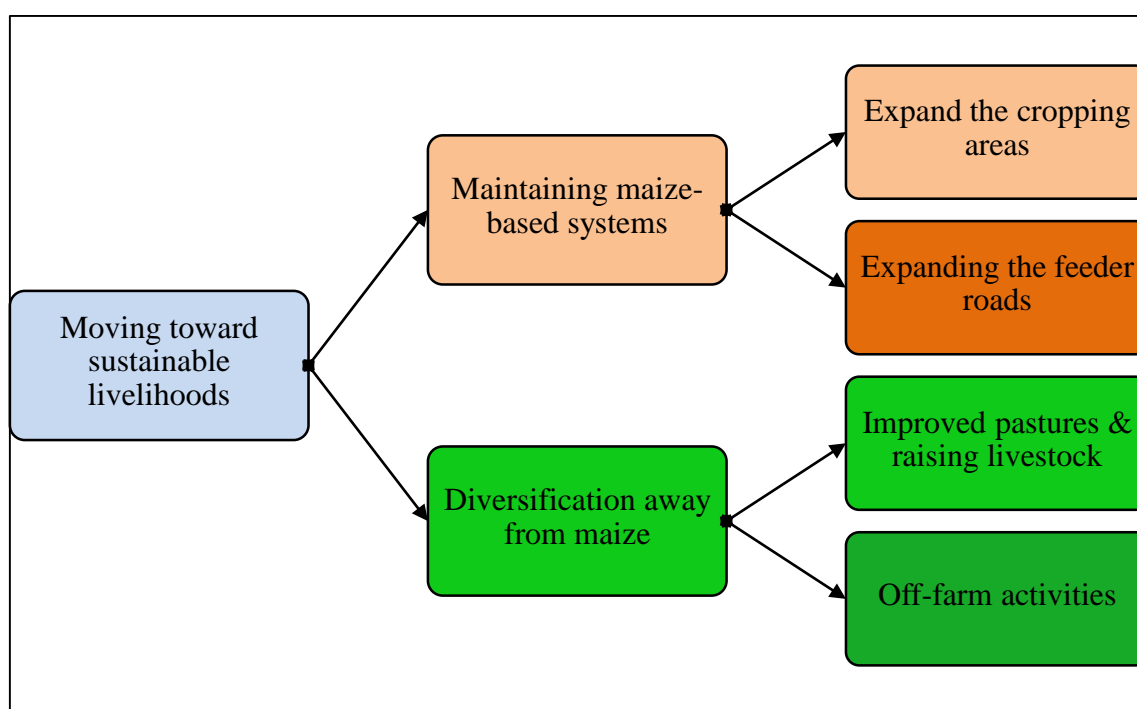 Moving toward
sustainable
livelihoods
Maintaining maize-
based systems
Diversification away
from maize
Expand the cropping
areas
Expanding the feeder
roads
Improved pastures &
raising livestock
Off-farm activities